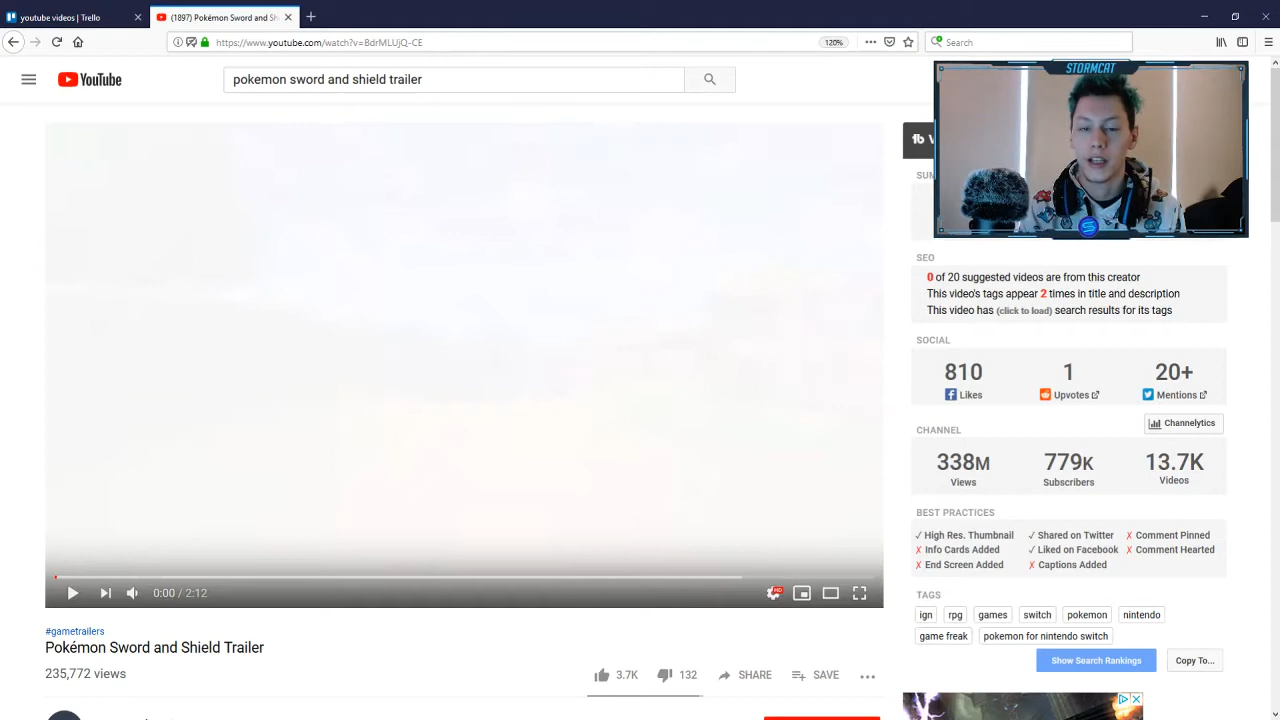 youtube videos | Trello
(1897) Pokémon Sword and Sh
https://www.youtube.com/watch?v=BdrMLUjQ-CE
120%
Search
YouTube
pokemon sword and shield trailer
STORMCAT
SEO
0 of 20 suggested videos are from this creator
This video's tags appear 2 times in title and description
This video has (click to load) search results for its tags
SOCIAL
810 1 20+
Likes Upvotes Mentions
CHANNEL
Channelytics
338M 779K 13.7K
Views Subscribers Videos
BEST PRACTICES
High Res. Thumbnail Shared on Twitter Comment Pinned
Info Cards Added Liked on Facebook Comment Hearted
End Screen Added Captions Added
TAGS
ign rpg games switch pokemon nintendo
game freak pokemon for nintendo switch
Show Search Rankings Copy To...
0:00 / 2:12
HD
#gametrailers
Pokémon Sword and Shield Trailer
235,772 views
3.7K 132 SHARE SAVE